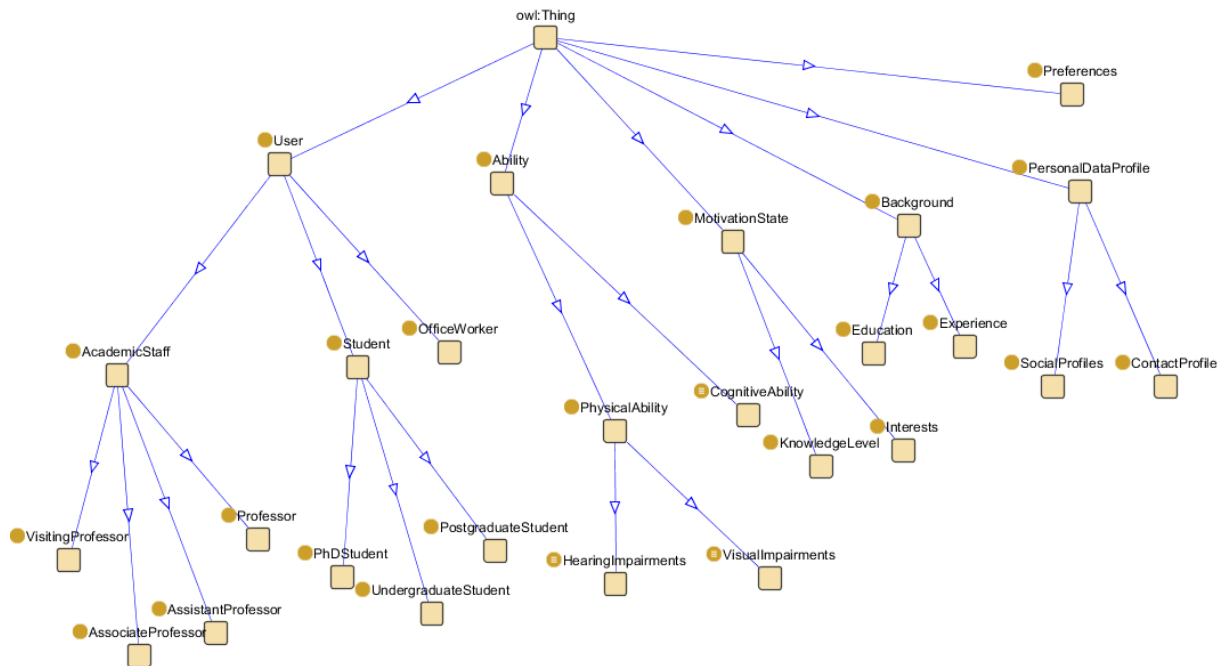 owl:Thing
Preferences
User
Ability
PersonalDataProfile
Background
MotivationState
OfficeWorker
Education
Experience
AcademicStaff
Student
SocialProfiles
ContactProfile
CognitiveAbility
PhysicalAbility
Interests
KnowledgeLevel
Professor
PostgraduateStudent
VisitingProfessor
PhDStudent
HearingImpairments
VisualImpairments
UndergraduateStudent
AssistantProfessor
AssociateProfessor